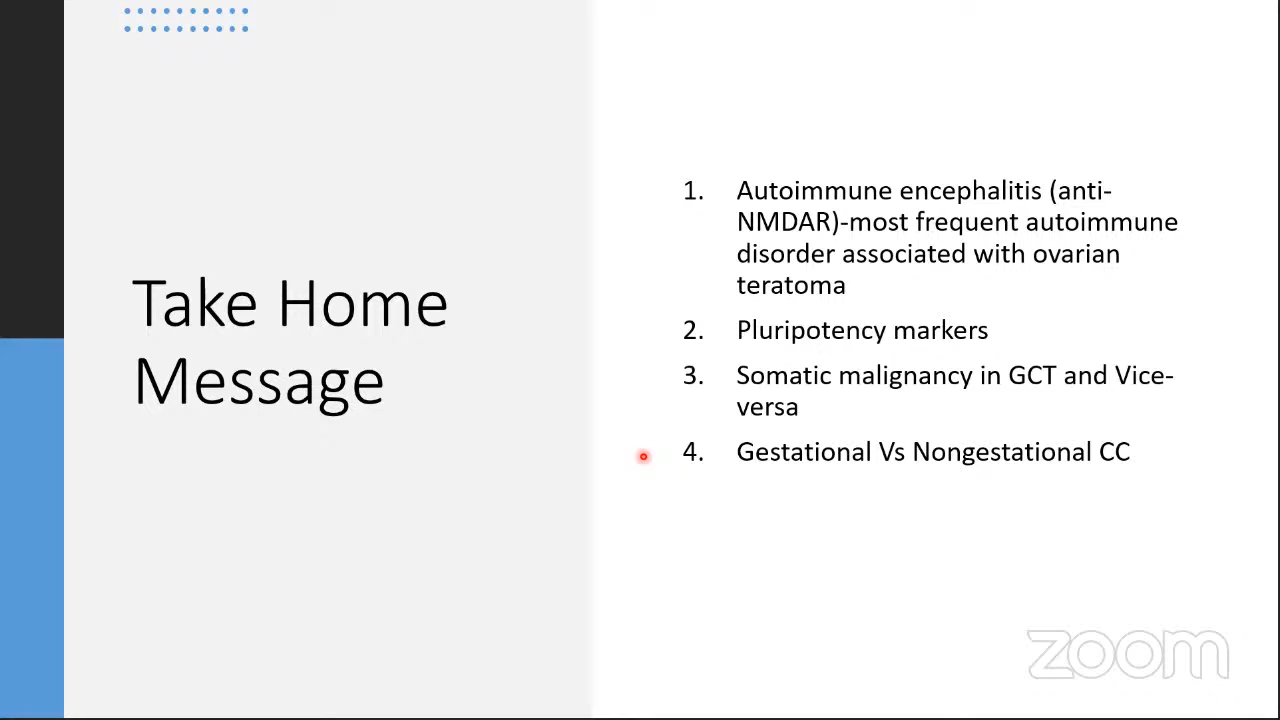 Take Home
Message
1. Autoimmune encephalitis (anti-
NMDAR)-most frequent autoimmune
disorder associated with ovarian
teratoma
2. Pluripotency markers
3. Somatic malignancy in GCT and Vice-
versa
4. Gestational Vs Nongestational CC
zoom